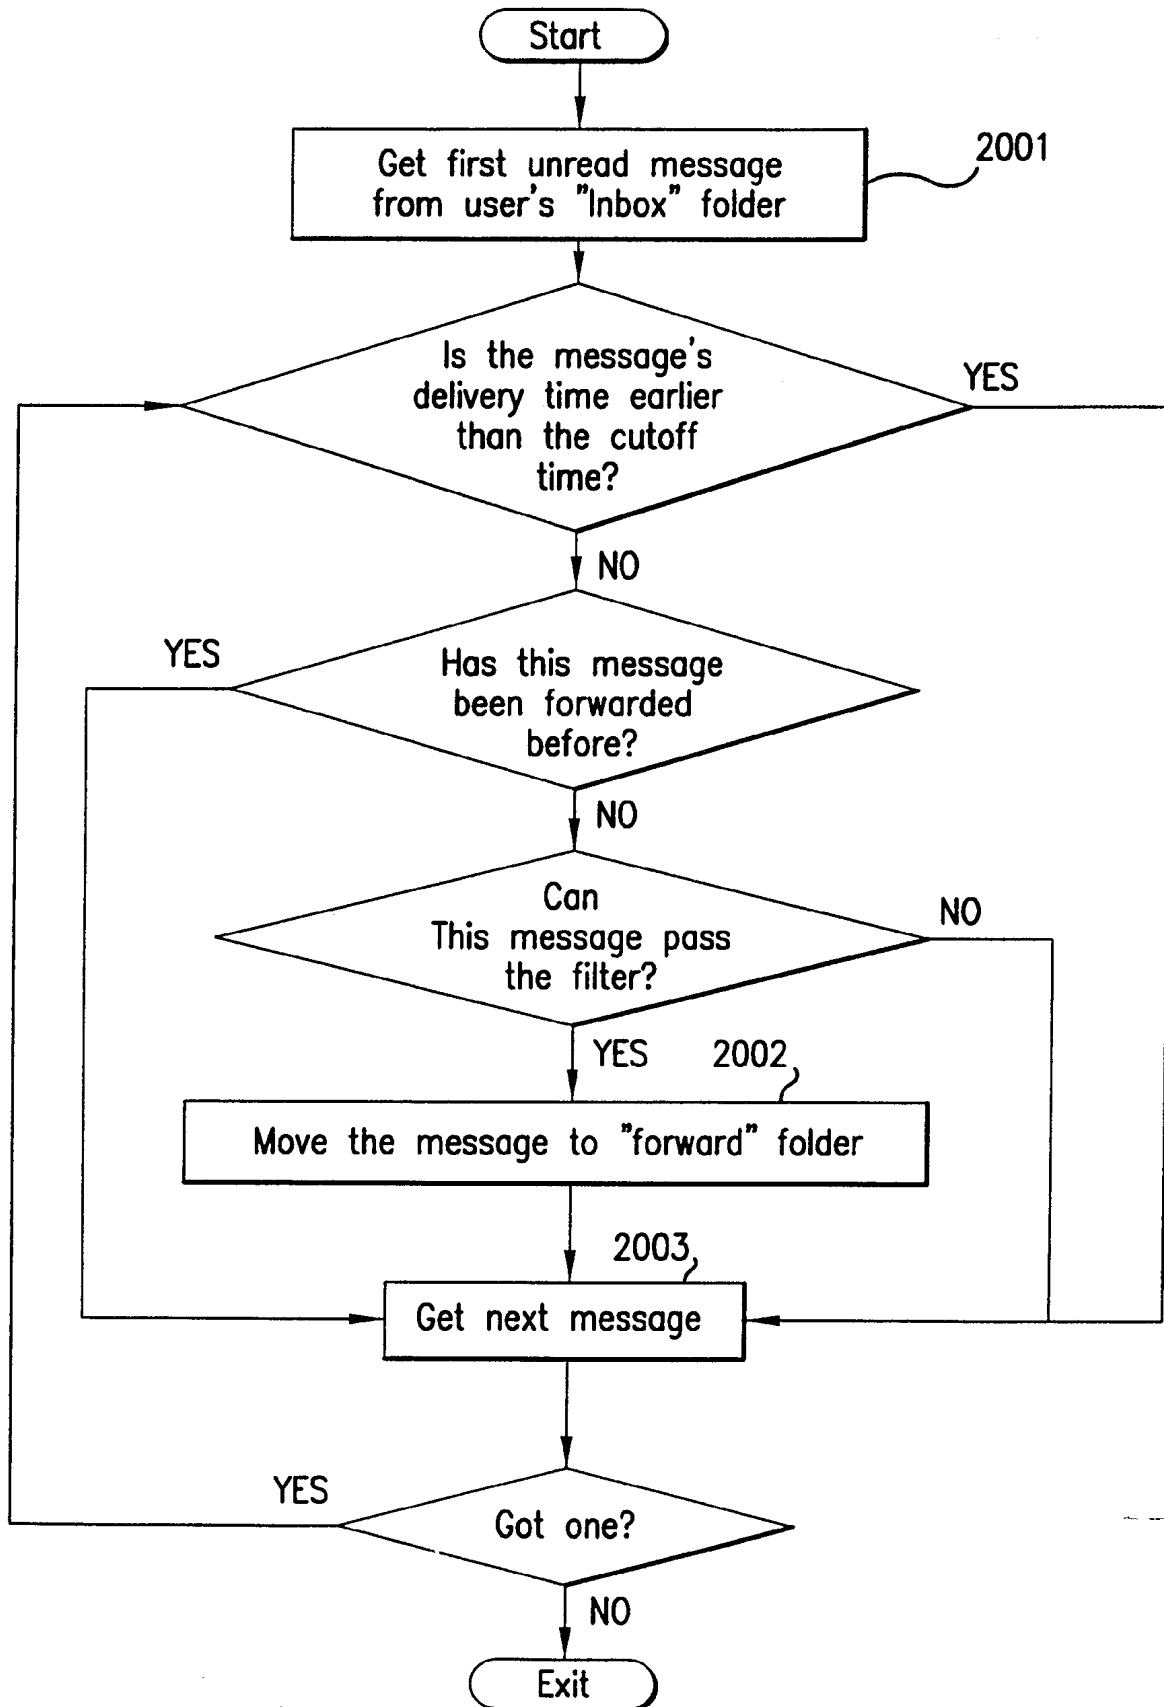 Start
Get first unread message
from user's "Inbox" folder
2001
Is the message's
delivery time earlier
than the cutoff
time?
YES
NO
YES
Has this message
been forwarded
before?
NO
Can
This message pass
the filter?
NO
YES
2002
Move the message to "forward" folder
2003
Get next message
YES
Got one?
NO
Exit